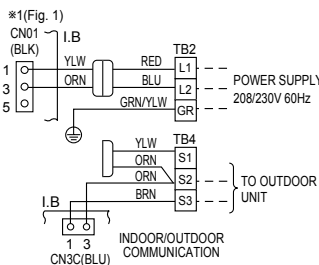 ※1(Fig. 1)
CN01
(BLK)
I.B
TB2
1 YLW RED L1
3 ORN BLU L2
5 GRN/YLW GR
POWER SUPPLY
208/230V 60Hz
TB4
YLW S1
ORN
ORN S2
BRN S3
TO OUTDOOR
UNIT
I.B
1 3
CN3C(BLU)
INDOOR/OUTDOOR
COMMUNICATION